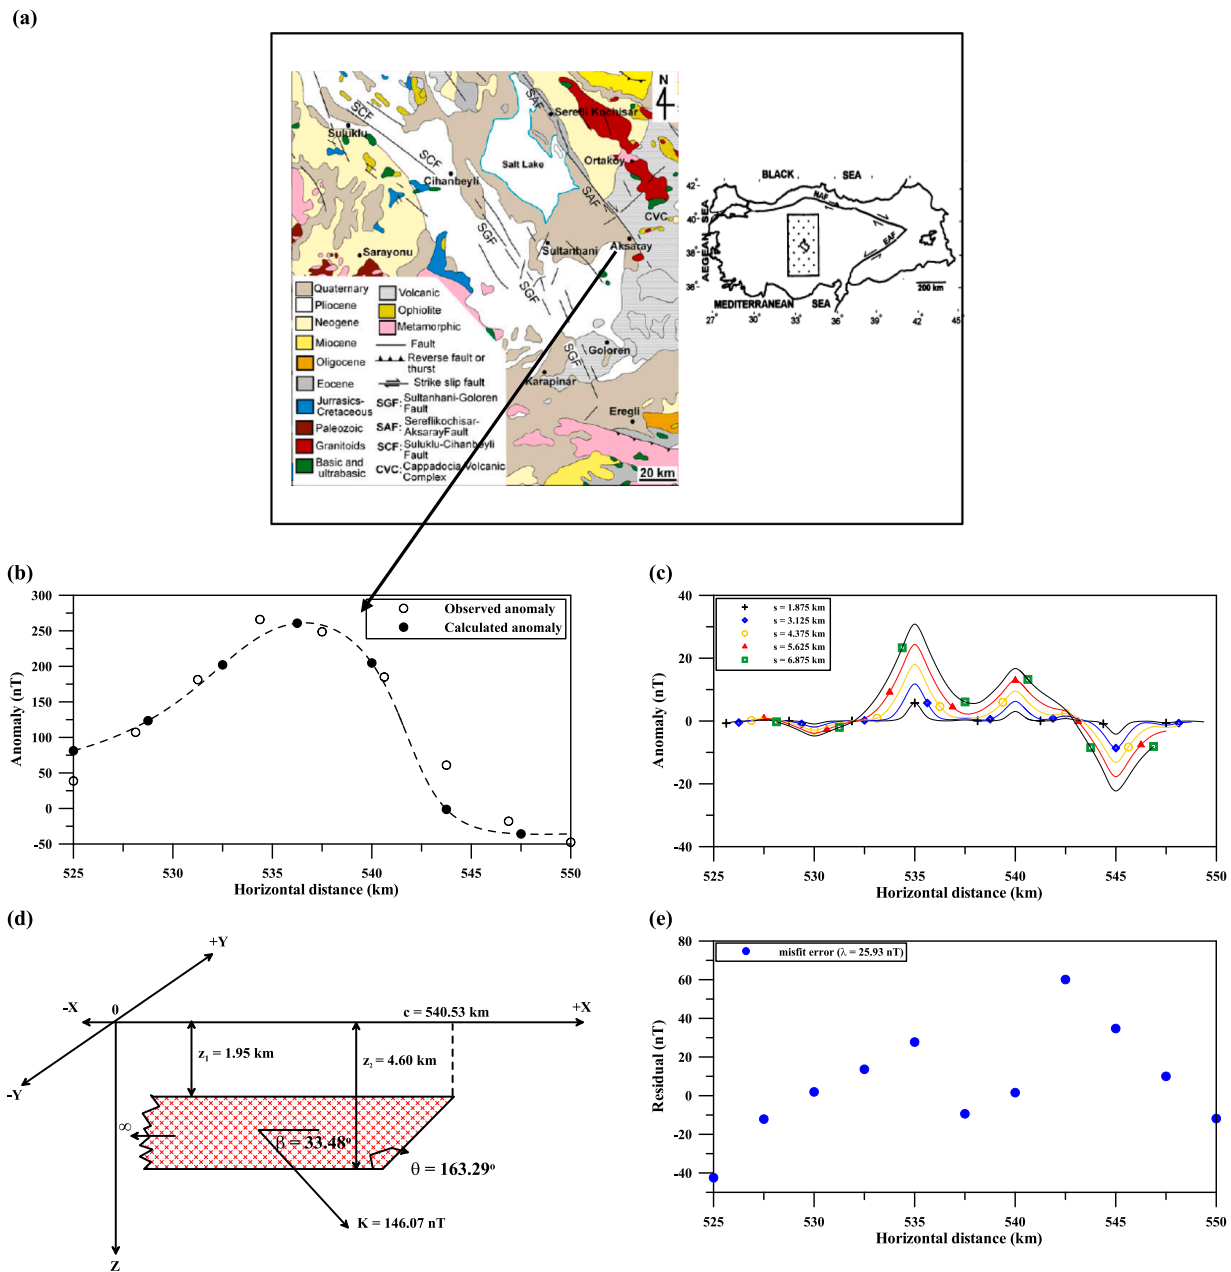 (a)
N
SAF
SCF
Suluklu
Serefli Kochisar
SCF
Salt Lake
Ortakoy
Cihanbeyli
SAF
CVC
SGF
Aksaray
Sultanhani
Sarayonu
SGF
SGF
Goloren
Karapinar
Eregli
20 km
Quaternary
Pliocene
Neogene
Miocene
Oligocene
Eocene
Jurrasics-
Cretaceous
Paleozoic
Granitoids
Basic and
ultrabasic
Volcanic
Ophiolite
Metamorphic
Fault
Reverse fault or
thurst
Strike slip fault
SGF: Sultanhani-Goloren
Fault
SAF: Sereflikochisar-
AksarayFault
SCF: Suluklu-Cihanbeyli
Fault
CVC: Cappadocia Volcanic
Complex
BLACK SEA
AEGEAN SEA
MEDITERRANEAN SEA
NAF
EAF
200 km
42°
40°
38°
36°
27° 30 33 36 39 42 45
(b)
Anomaly (nT)
300
250
200
150
100
50
0
-50
525 530 535 540 545 550
Horizontal distance (km)
Observed anomaly
Calculated anomaly
(c)
Anomaly (nT)
40
20
0
-20
-40
525 530 535 540 545 550
Horizontal distance (km)
s = 1.875 km
s = 3.125 km
s = 4.375 km
s = 5.625 km
s = 6.875 km
(d)
+Y
-X
0
c = 540.53 km
+X
z₁ = 1.95 km
z₂ = 4.60 km
-Y
∞
β = 33.48°
θ = 163.29°
K = 146.07 nT
Z
(e)
Residual (nT)
80
60
40
20
0
-20
-40
525 530 535 540 545 550
Horizontal distance (km)
misfit error (λ = 25.93 nT)